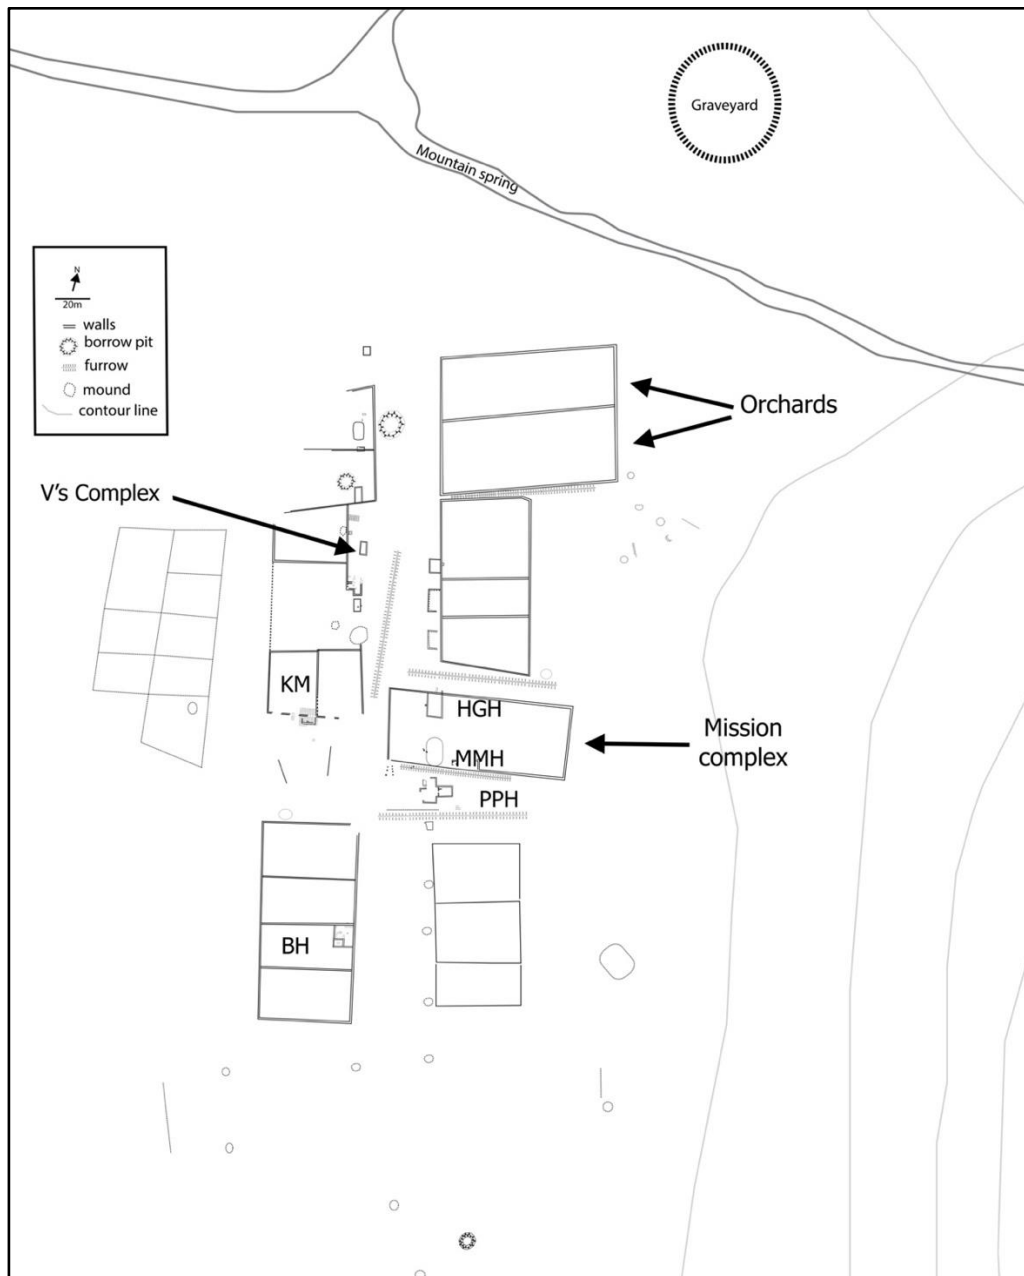 Graveyard
Mountain spring
N
20m
walls
borrow pit
furrow
mound
contour line
Orchards
V's Complex
KM
HGH
Mission
complex
MMH
PPH
BH